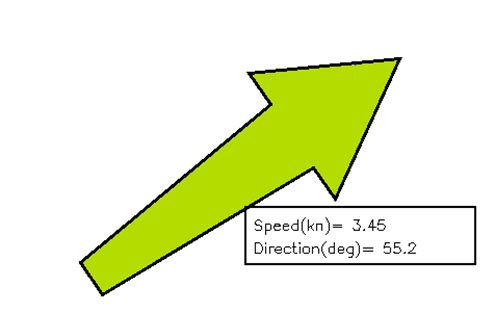 Speed(kn)= 3.45
Direction(deg)= 55.2